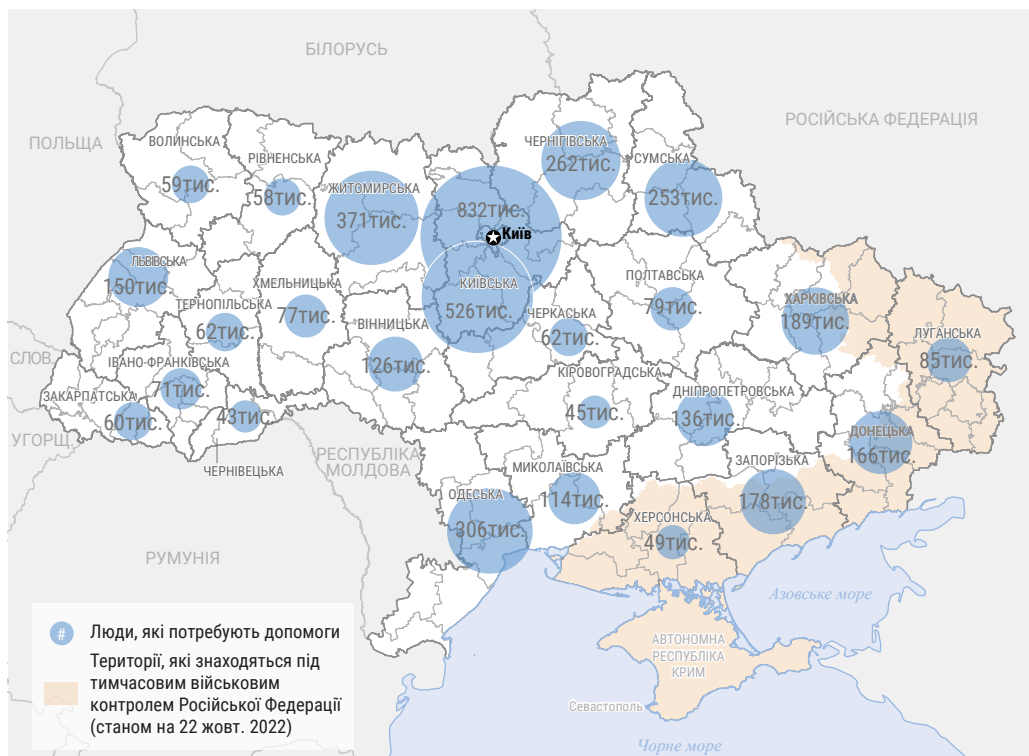 БІЛОРУСЬ
РОСІЙСЬКА ФЕДЕРАЦІЯ
ПОЛЬЩА
ВОЛИНСЬКА
59тис.
РІВНЕНСЬКА
58тис.
ЖИТОМИРСЬКА
371тис.
832тис.
Київ
ЧЕРНІГІВСЬКА
262тис.
СУМСЬКА
253тис.
ЛЬВІВСЬКА
150тис.
ТЕРНОПІЛЬСЬКА
62тис.
ХМЕЛЬНИЦЬКА
77тис.
КИЇВСЬКА
526тис.
ПОЛТАВСЬКА
79тис.
ХАРКІВСЬКА
189тис.
ЛУГАНСЬКА
85тис.
ВІННИЦЬКА
126тис.
ЧЕРКАСЬКА
62тис.
СЛОВ.
ІВАНО-ФРАНКІВСЬКА
71тис.
ЗАКАРПАТСЬКА
60тис.
43тис.
ЧЕРНІВЕЦЬКА
УГОРЩ.
КІРОВОГРАДСЬКА
45тис.
ДНІПРОПЕТРОВСЬКА
136тис.
ДОНЕЦЬКА
166тис.
РЕСПУБЛІКА
МОЛДОВА
МИКОЛАЇВСЬКА
114тис.
ЗАПОРІЗЬКА
178тис.
ОДЕСЬКА
306тис.
ХЕРСОНСЬКА
49тис.
РУМУНІЯ
Азовське море
АВТОНОМНА
РЕСПУБЛІКА
КРИМ
Севастополь
Чорне море
#
Люди, які потребують допомоги
Території, які знаходяться під
тимчасовим військовим
контролем Російської Федерації
(станом на 22 жовт. 2022)